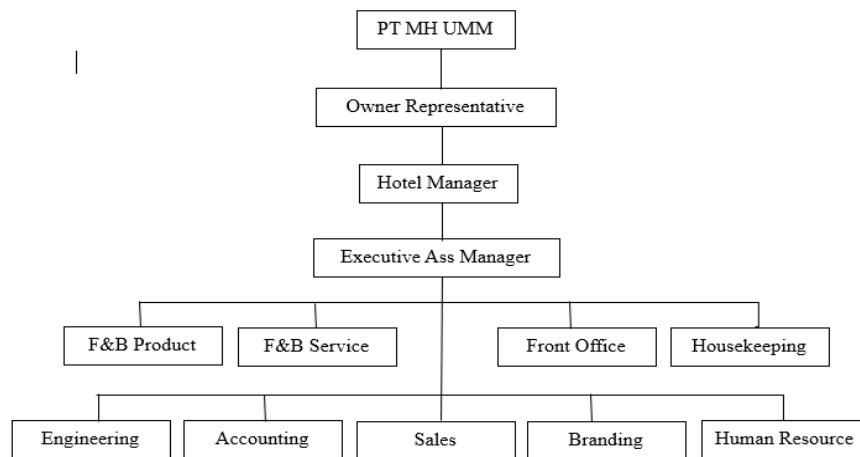 PT MH UMM
Owner Representative
Hotel Manager
Executive Ass Manager
F&B Product
F&B Service
Front Office
Housekeeping
Engineering
Accounting
Sales
Branding
Human Resource